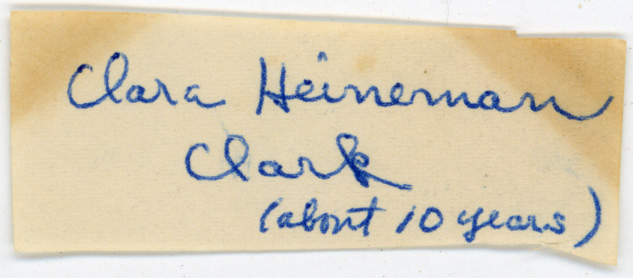 Clara Heineman
Clark
(about 10 years)